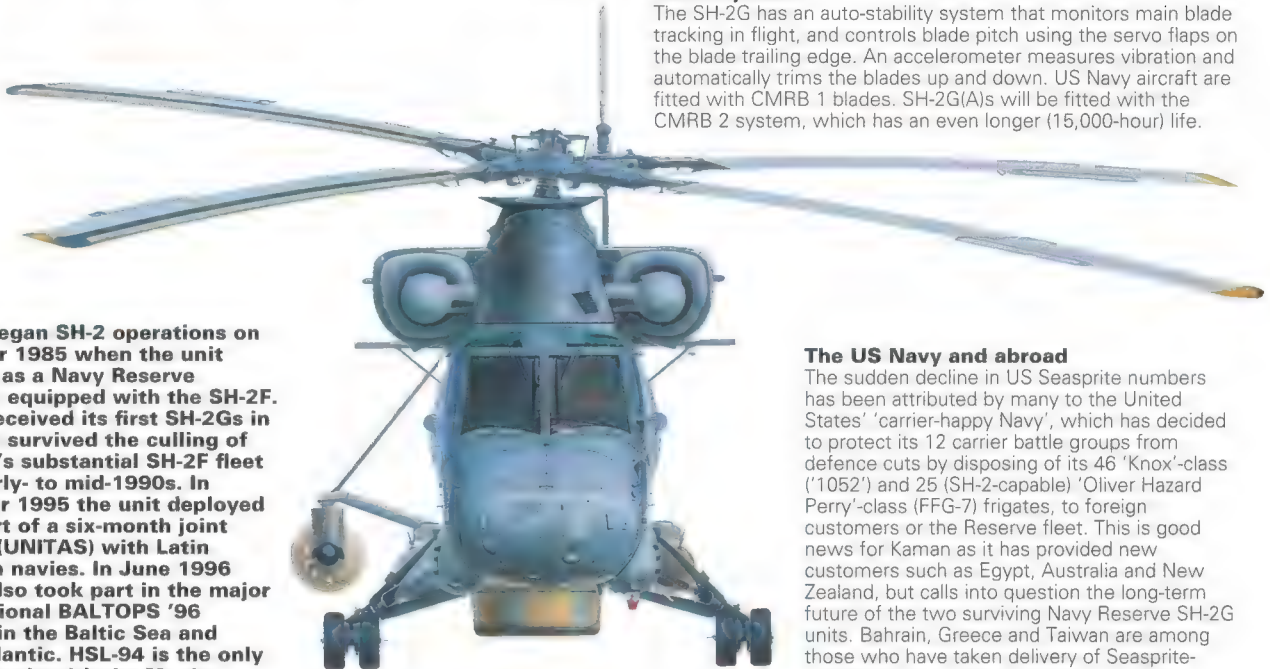 The SH-2G has an auto-stability system that monitors main blade
tracking in flight, and controls blade pitch using the servo flaps on
the blade trailing edge. An accelerometer measures vibration and
automatically trims the blades up and down. US Navy aircraft are
fitted with CMRB 1 blades. SH-2G(A)s will be fitted with the
CMRB 2 system, which has an even longer (15,000-hour) life.
egan SH-2 operations on
r 1985 when the unit
as a Navy Reserve
equipped with the SH-2F.
eceived its first SH-2Gs in
survived the culling of
's substantial SH-2F fleet
rly- to mid-1990s. In
r 1995 the unit deployed
rt of a six-month joint
(UNITAS) with Latin
n navies. In June 1996
lso took part in the major
ional BALTOPS '96
in the Baltic Sea and
lantic. HSL-94 is the only
The US Navy and abroad
The sudden decline in US Seasprite numbers
has been attributed by many to the United
States' 'carrier-happy Navy', which has decided
to protect its 12 carrier battle groups from
defence cuts by disposing of its 46 'Knox'-class
('1052') and 25 (SH-2-capable) 'Oliver Hazard
Perry'-class (FFG-7) frigates, to foreign
customers or the Reserve fleet. This is good
news for Kaman as it has provided new
customers such as Egypt, Australia and New
Zealand, but calls into question the long-term
future of the two surviving Navy Reserve SH-2G
units. Bahrain, Greece and Taiwan are among
those who have taken delivery of Seasprite-